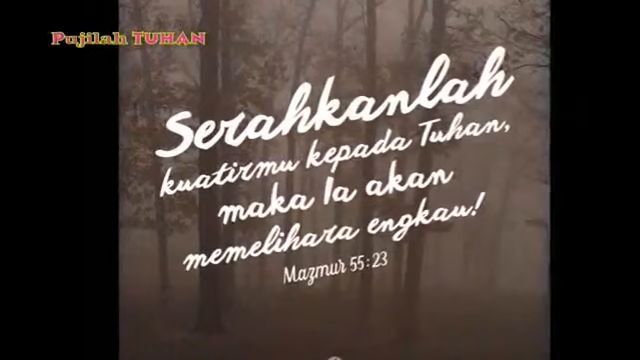 Pujilah TUHAN
Serahkanlah
kuatirmu kepada Tuhan,
maka Ia akan
memelihara engkau!
Mazmur 55:23